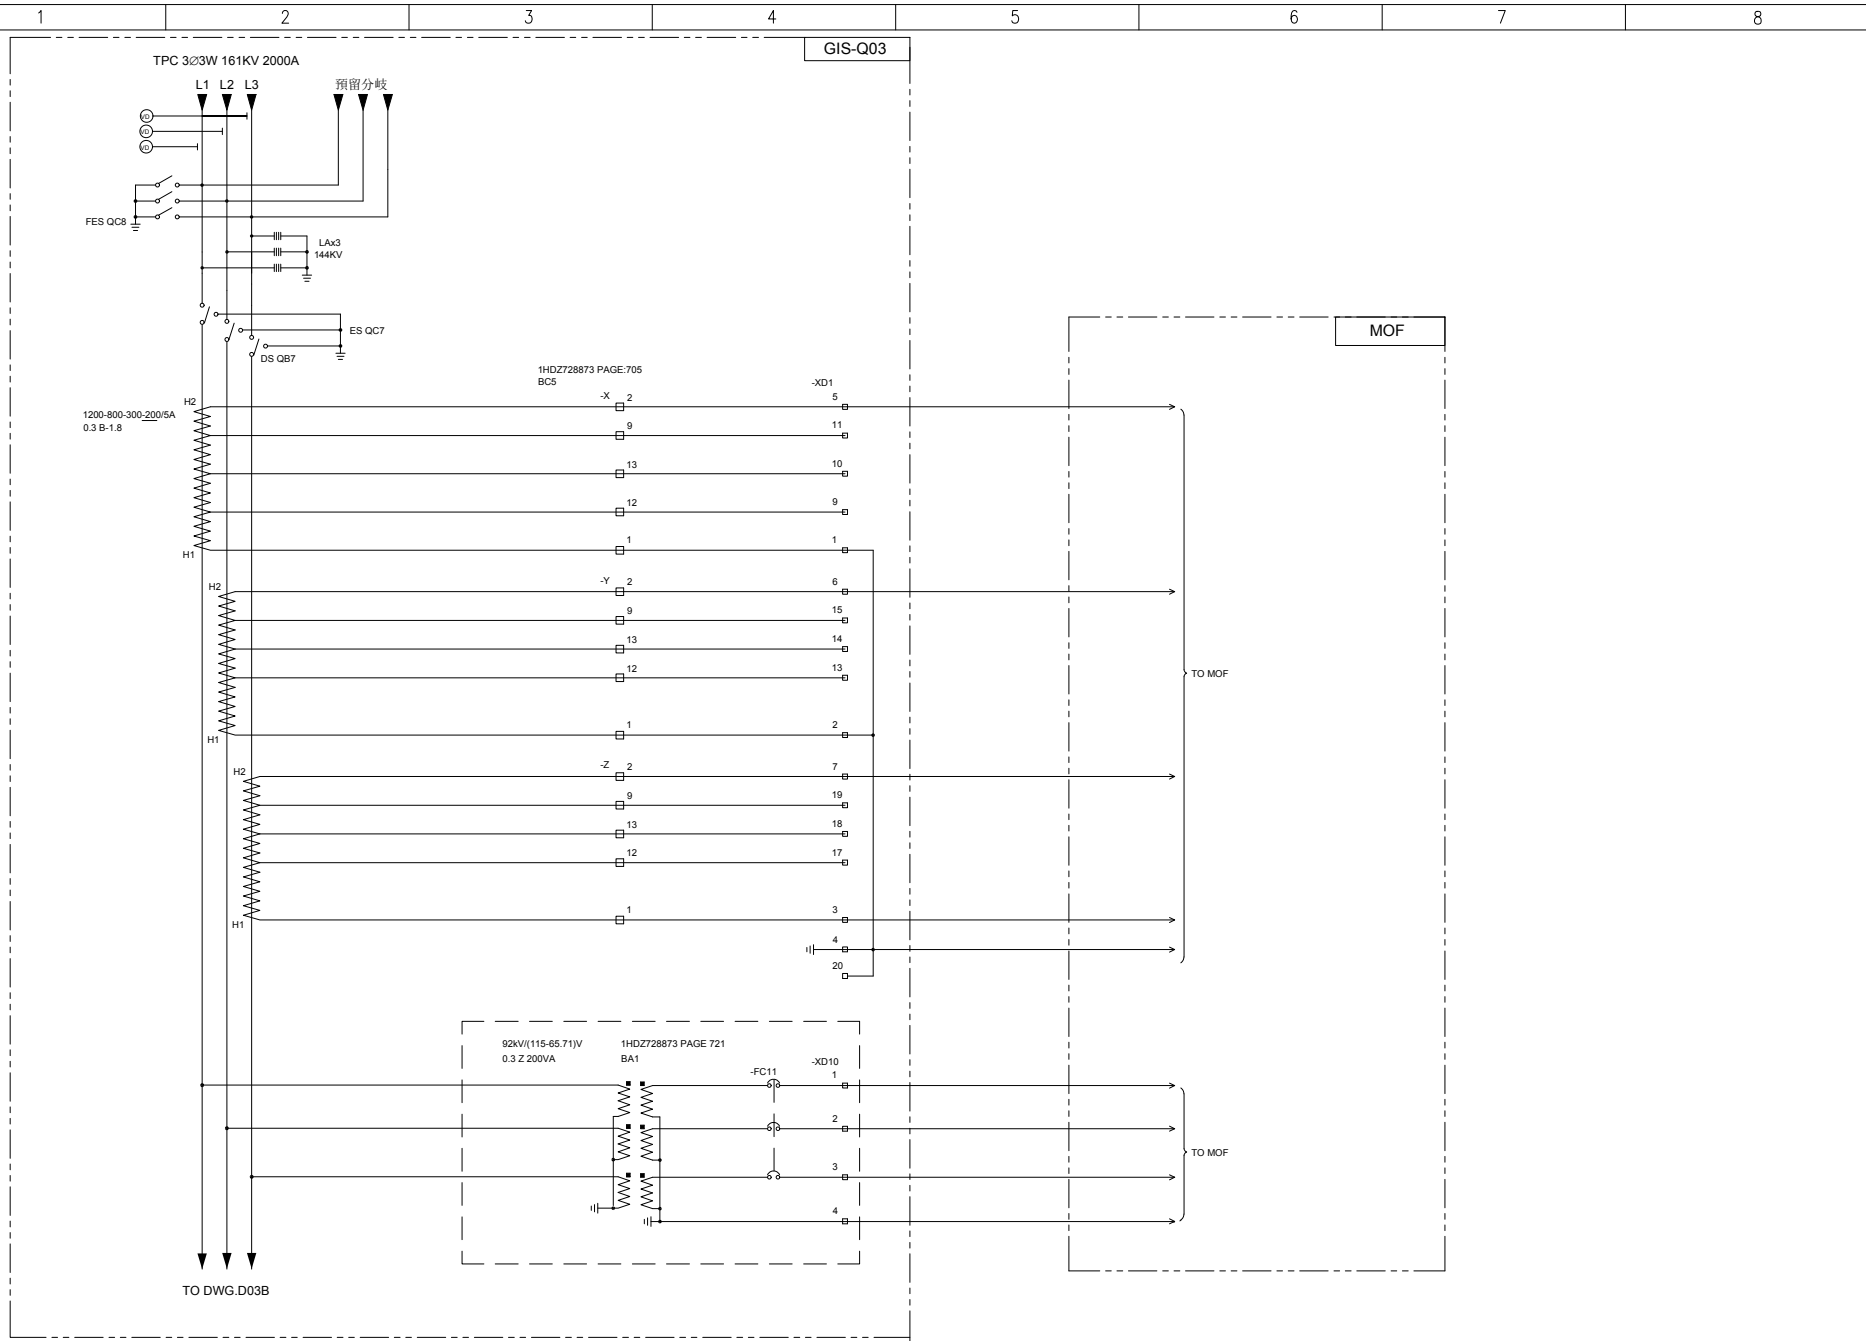 1 2 3 4 5 6 7 8
GIS-Q03
TPC 3∅3W 161KV 2000A
L1 L2 L3
預留分岐
VD
VD
VD
FES QC8
LAx3
144KV
ES QC7
DS QB7
MOF
1HDZ728873 PAGE:705
BC5
-XD1
1200-800-300-200/5A
0.3 B-1.8
H2
-X 2 5
9 11
13 10
12 9
H1
1 1
H2
-Y 2 6
9 15
13 14
12 13
H1
1 2
TO MOF
H2
-Z 2 7
9 19
13 18
12 17
H1
1 3
4
20
92kV/(115-65.71)V
0.3 Z 200VA
1HDZ728873 PAGE 721
BA1
-FC11
-XD10
1
2
3
4
TO MOF
TO DWG.D03B